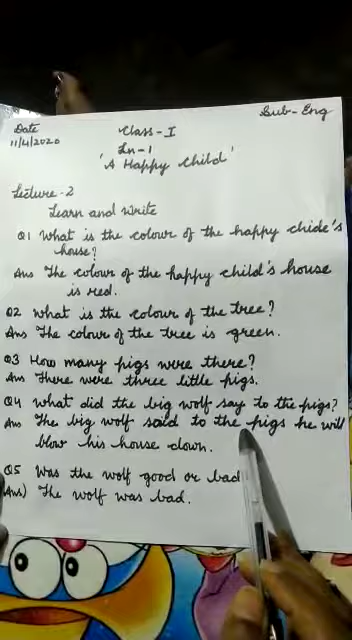 Sub-Eng
Date
11/4/2020
Class-I
Ln-1
'A Happy Child'
Lecture-2
Learn and write
Q1 What is the colour of the happy chide's
house?
Ans The colour of the happy child's house
is red.
Q2 What is the colour of the tree?
Ans The colour of the tree is green.
Q3 How many pigs were there?
Ans There were three little pigs.
Q4 What did the big wolf say to the pigs?
Ans The big wolf said to the pigs he will
blow his house down.
Q5 Was the wolf good or bad
Ans) The wolf was bad.